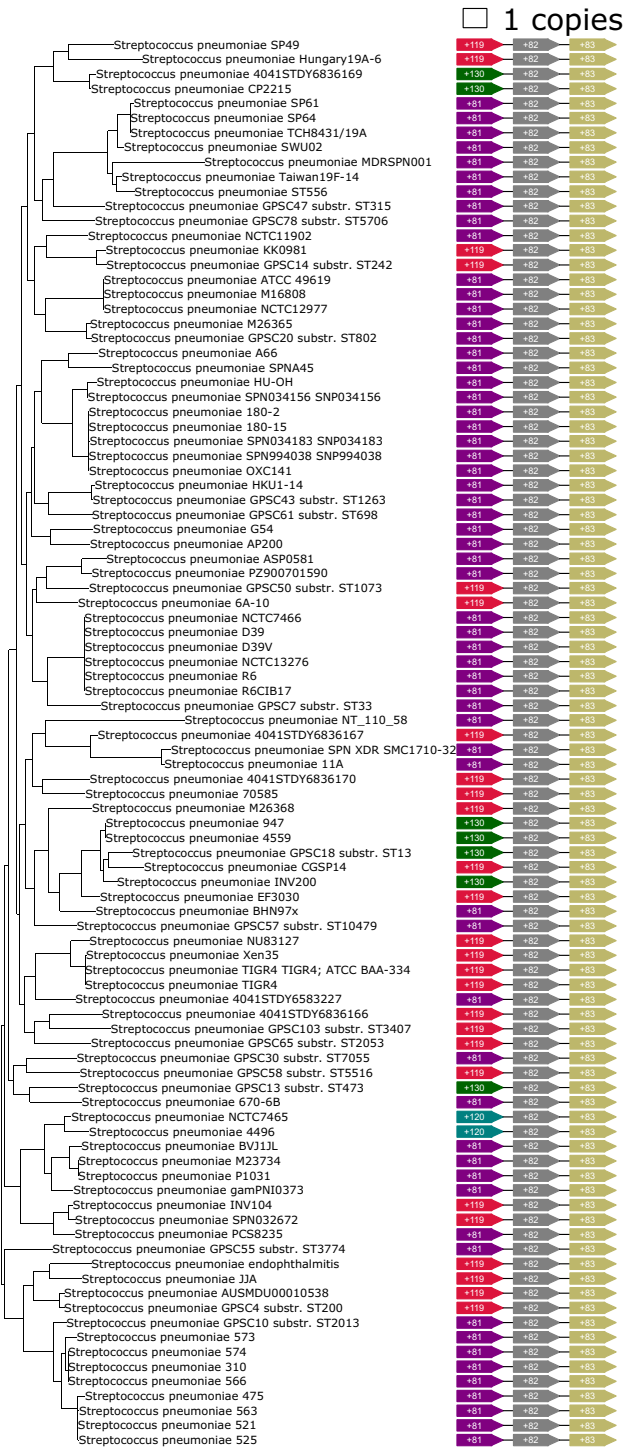 1 copies
Streptococcus pneumoniae SP49 +119 +82 +83
Streptococcus pneumoniae Hungary19A-6 +119 +82 +83
Streptococcus pneumoniae 4041STDY6836169 +130 +82 +83
Streptococcus pneumoniae CP2215 +130 +82 +83
Streptococcus pneumoniae SP61 +81 +82 +83
Streptococcus pneumoniae SP64 +81 +82 +83
Streptococcus pneumoniae TCH8431/19A +81 +82 +83
Streptococcus pneumoniae SWU02 +81 +82 +83
Streptococcus pneumoniae MDRSPN001 +81 +82 +83
Streptococcus pneumoniae Taiwan19F-14 +81 +82 +83
Streptococcus pneumoniae ST556 +81 +82 +83
Streptococcus pneumoniae GPSC47 substr. ST315 +81 +82 +83
Streptococcus pneumoniae GPSC78 substr. ST5706 +81 +82 +83
Streptococcus pneumoniae NCTC11902 +81 +82 +83
Streptococcus pneumoniae KK0981 +119 +82 +83
Streptococcus pneumoniae GPSC14 substr. ST242 +119 +82 +83
Streptococcus pneumoniae ATCC 49619 +81 +82 +83
Streptococcus pneumoniae M16808 +81 +82 +83
Streptococcus pneumoniae NCTC12977 +81 +82 +83
Streptococcus pneumoniae M26365 +81 +82 +83
Streptococcus pneumoniae GPSC20 substr. ST802 +81 +82 +83
Streptococcus pneumoniae A66 +81 +82 +83
Streptococcus pneumoniae SPNA45 +81 +82 +83
Streptococcus pneumoniae HU-OH +81 +82 +83
Streptococcus pneumoniae SPN034156 SNP034156 +81 +82 +83
Streptococcus pneumoniae 180-2 +81 +82 +83
Streptococcus pneumoniae 180-15 +81 +82 +83
Streptococcus pneumoniae SPN034183 SNP034183 +81 +82 +83
Streptococcus pneumoniae SPN994038 SNP994038 +81 +82 +83
Streptococcus pneumoniae OXC141 +81 +82 +83
Streptococcus pneumoniae HKU1-14 +81 +82 +83
Streptococcus pneumoniae GPSC43 substr. ST1263 +81 +82 +83
Streptococcus pneumoniae GPSC61 substr. ST698 +81 +82 +83
Streptococcus pneumoniae G54 +81 +82 +83
Streptococcus pneumoniae AP200 +81 +82 +83
Streptococcus pneumoniae ASP0581 +81 +82 +83
Streptococcus pneumoniae PZ900701590 +81 +82 +83
Streptococcus pneumoniae GPSC50 substr. ST1073 +119 +82 +83
Streptococcus pneumoniae 6A-10 +119 +82 +83
Streptococcus pneumoniae NCTC7466 +81 +82 +83
Streptococcus pneumoniae D39 +81 +82 +83
Streptococcus pneumoniae D39V +81 +82 +83
Streptococcus pneumoniae NCTC13276 +81 +82 +83
Streptococcus pneumoniae R6 +81 +82 +83
Streptococcus pneumoniae R6CIB17 +81 +82 +83
Streptococcus pneumoniae GPSC7 substr. ST33 +81 +82 +83
Streptococcus pneumoniae NT_110_58 +81 +82 +83
Streptococcus pneumoniae 4041STDY6836167 +119 +82 +83
Streptococcus pneumoniae SPN XDR SMC1710-32 +81 +82 +83
Streptococcus pneumoniae 11A +81 +82 +83
Streptococcus pneumoniae 4041STDY6836170 +119 +82 +83
Streptococcus pneumoniae 70585 +119 +82 +83
Streptococcus pneumoniae M26368 +119 +82 +83
Streptococcus pneumoniae 947 +130 +82 +83
Streptococcus pneumoniae 4559 +130 +82 +83
Streptococcus pneumoniae GPSC18 substr. ST13 +130 +82 +83
Streptococcus pneumoniae CGSP14 +119 +82 +83
Streptococcus pneumoniae INV200 +130 +82 +83
Streptococcus pneumoniae EF3030 +119 +82 +83
Streptococcus pneumoniae BHN97x +81 +82 +83
Streptococcus pneumoniae GPSC57 substr. ST10479 +81 +82 +83
Streptococcus pneumoniae NU83127 +119 +82 +83
Streptococcus pneumoniae Xen35 +119 +82 +83
Streptococcus pneumoniae TIGR4 TIGR4; ATCC BAA-334 +119 +82 +83
Streptococcus pneumoniae TIGR4 +119 +82 +83
Streptococcus pneumoniae 4041STDY6583227 +81 +82 +83
Streptococcus pneumoniae 4041STDY6836166 +119 +82 +83
Streptococcus pneumoniae GPSC103 substr. ST3407 +119 +82 +83
Streptococcus pneumoniae GPSC65 substr. ST2053 +119 +82 +83
Streptococcus pneumoniae GPSC30 substr. ST7055 +81 +82 +83
Streptococcus pneumoniae GPSC58 substr. ST5516 +119 +82 +83
Streptococcus pneumoniae GPSC13 substr. ST473 +130 +82 +83
Streptococcus pneumoniae 670-6B +81 +82 +83
Streptococcus pneumoniae NCTC7465 +120 +82 +83
Streptococcus pneumoniae 4496 +120 +82 +83
Streptococcus pneumoniae BVJ1JL +81 +82 +83
Streptococcus pneumoniae M23734 +81 +82 +83
Streptococcus pneumoniae P1031 +81 +82 +83
Streptococcus pneumoniae gamPNI0373 +81 +82 +83
Streptococcus pneumoniae INV104 +119 +82 +83
Streptococcus pneumoniae SPN032672 +119 +82 +83
Streptococcus pneumoniae PCS8235 +81 +82 +83
Streptococcus pneumoniae GPSC55 substr. ST3774 +81 +82 +83
Streptococcus pneumoniae endophthalmitis +119 +82 +83
Streptococcus pneumoniae JJA +119 +82 +83
Streptococcus pneumoniae AUSMDU00010538 +119 +82 +83
Streptococcus pneumoniae GPSC4 substr. ST200 +119 +82 +83
Streptococcus pneumoniae GPSC10 substr. ST2013 +81 +82 +83
Streptococcus pneumoniae 573 +81 +82 +83
Streptococcus pneumoniae 574 +81 +82 +83
Streptococcus pneumoniae 310 +81 +82 +83
Streptococcus pneumoniae 566 +81 +82 +83
Streptococcus pneumoniae 475 +81 +82 +83
Streptococcus pneumoniae 563 +81 +82 +83
Streptococcus pneumoniae 521 +81 +82 +83
Streptococcus pneumoniae 525 +81 +82 +83